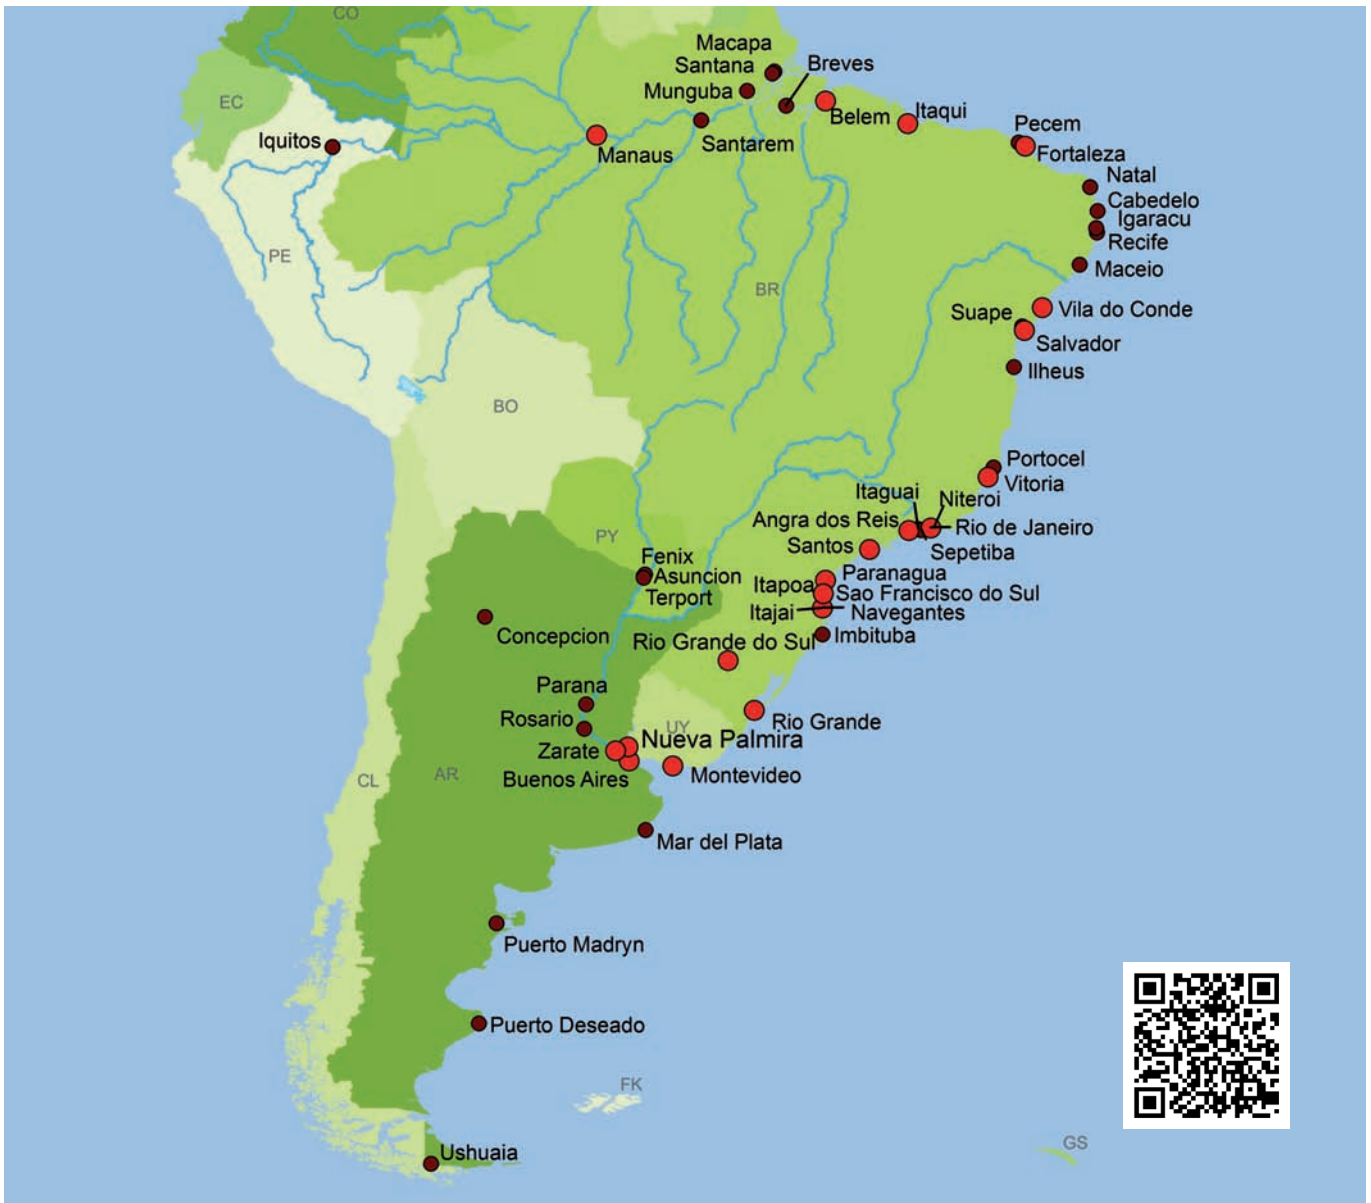 CO
Macapa
Santana
Breves
Munguba
EC
Belem
Itaqui
Pecem
Iquitos
Santarem
Manaus
Fortaleza
Natal
Cabedelo
Igaracu
Recife
PE
Maceio
BR
Vila do Conde
Suape
Salvador
Ilheus
BO
Portocel
Vitoria
Itaguai
Niteroi
Angra dos Reis
Rio de Janeiro
PY
Santos
Sepetiba
Fenix
Asuncion
Terport
Paranagua
Itapoa
Sao Francisco do Sul
Itajai
Navegantes
Concepcion
Imbituba
Rio Grande do Sul
Parana
Rosario
Rio Grande
UY
Nueva Palmira
Zarate
Buenos Aires
Montevideo
AR
CL
Mar del Plata
Puerto Madryn
Puerto Deseado
FK
Ushuaia
GS